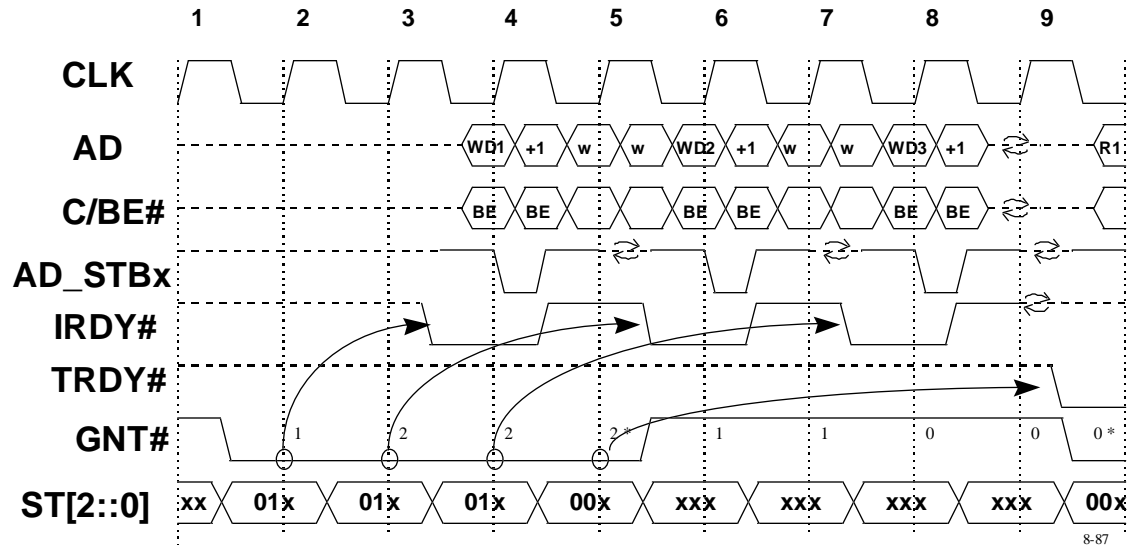 1 2 3 4 5 6 7 8 9
CLK
AD WD1 +1 w w WD2 +1 w w WD3 +1 R1
C/BE# BE BE BE BE BE BE
AD_STBx
IRDY#
TRDY#
GNT# 1 2 2 2 * 1 1 0 0 0 *
ST[2::0] xx 01x 01x 01x 00x xxx xxx xxx xxx 00x
8-87